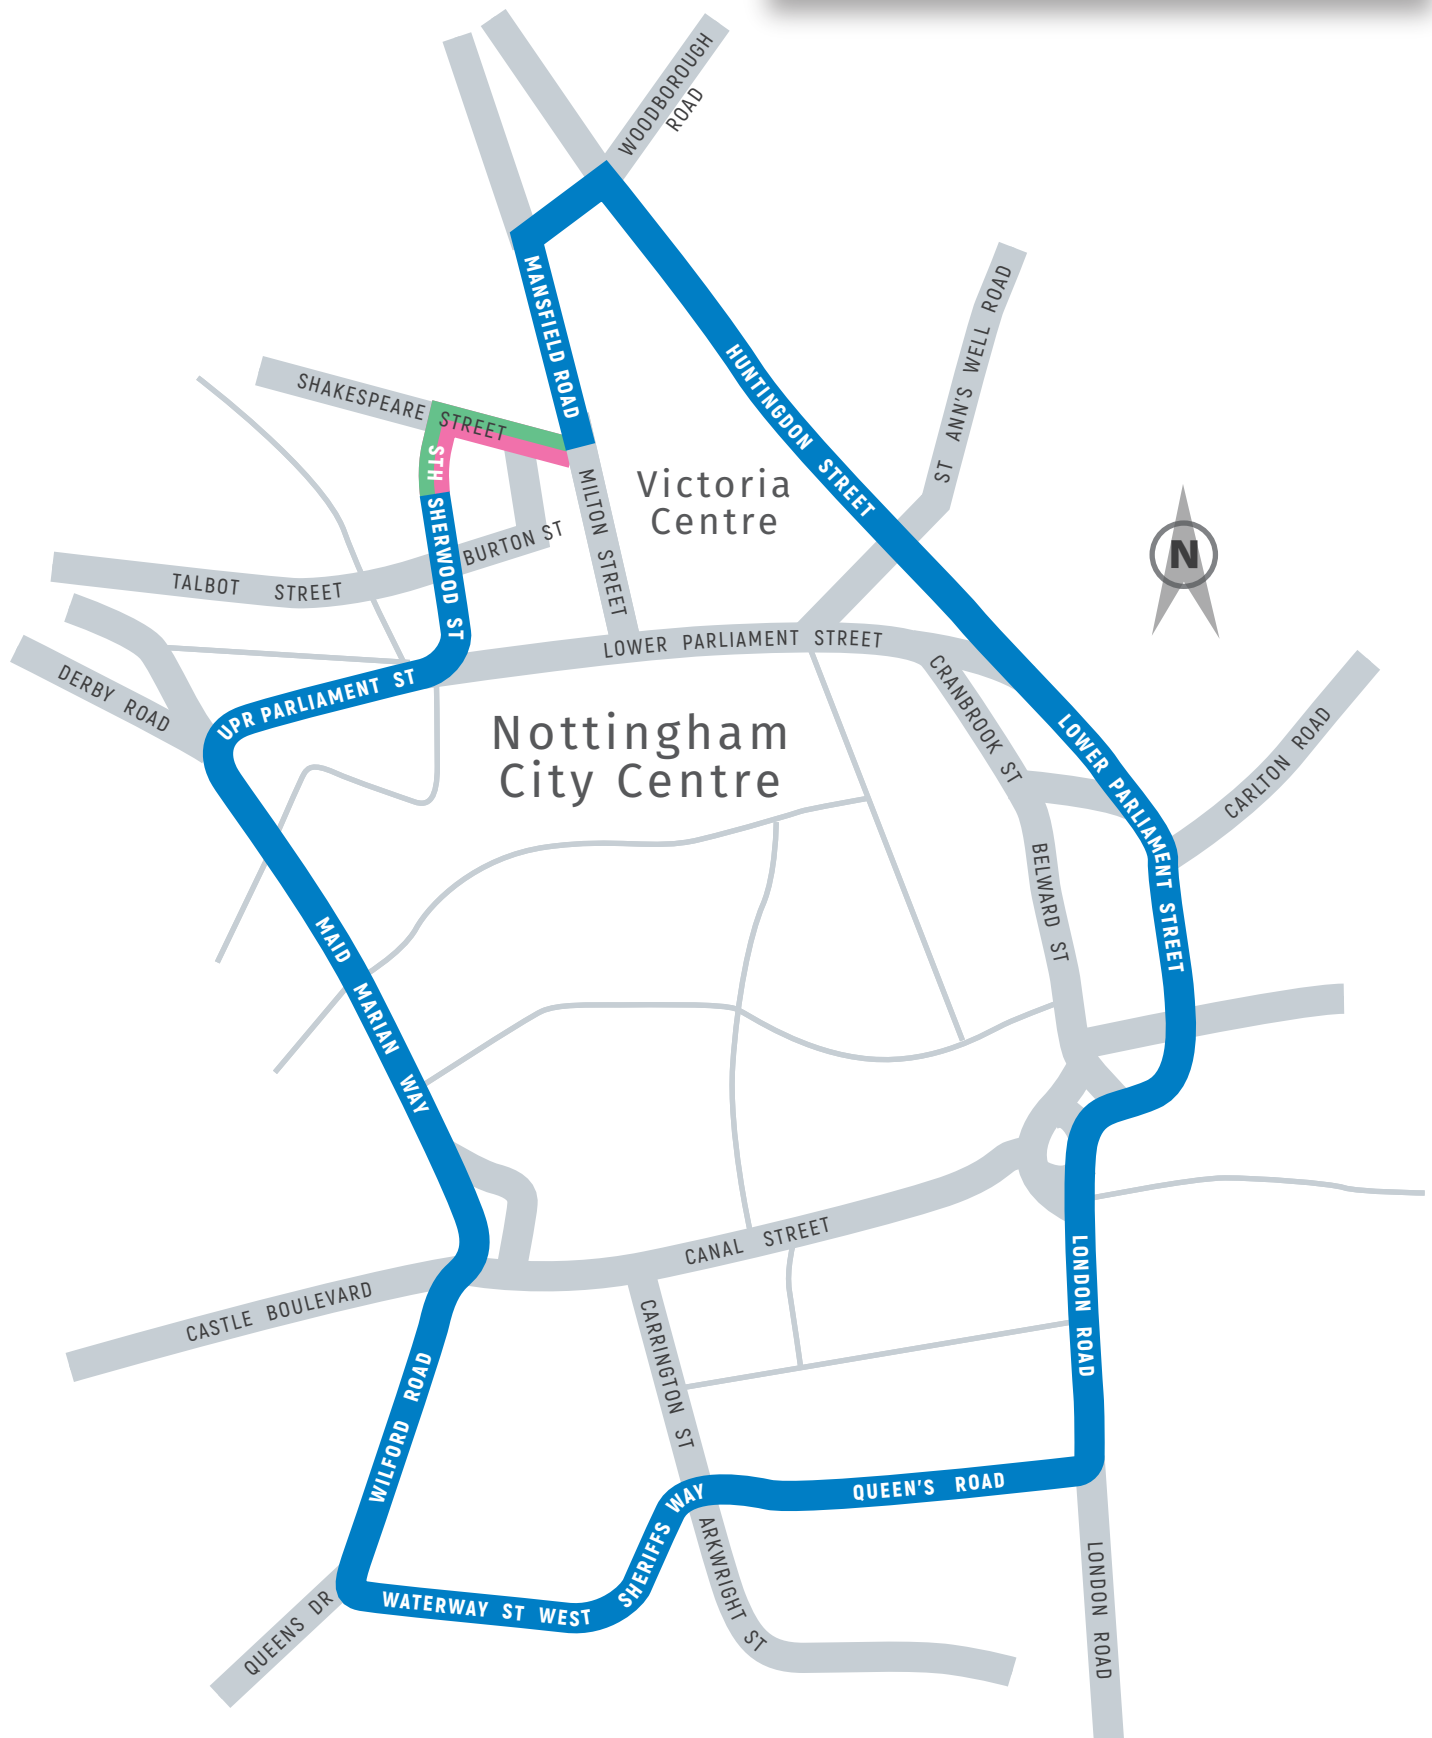 WOODBOROUGH
ROAD
MANSFIELD ROAD
ST ANN'S WELL ROAD
HUNTINGDON STREET
SHAKESPEARE STREET
STH SHERWOOD ST
MILTON STREET
Victoria
Centre
N
BURTON ST
TALBOT STREET
LOWER PARLIAMENT STREET
DERBY ROAD
UPR PARLIAMENT ST
CRANBROOK ST
Nottingham
City Centre
LOWER PARLIAMENT STREET
CARLTON ROAD
BELWARD ST
MAID MARIAN WAY
CANAL STREET
CASTLE BOULEVARD
LONDON ROAD
CARRINGTON ST
WILFORD ROAD
QUEEN'S ROAD
SHERIFFS WAY
ARKWRIGHT ST
WATERWAY ST WEST
QUEENS DR
LONDON ROAD